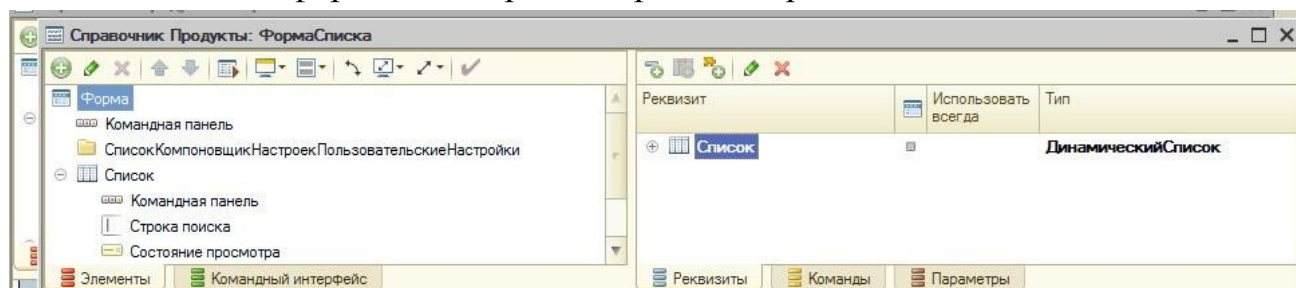 Справочник Продукты: ФормаСписка
Форма
Командная панель
СписокКомпоновщикНастроекПользовательскиеНастройки
Список
Командная панель
Строка поиска
Состояние просмотра
Элементы Командный интерфейс
Реквизит Использовать всегда Тип
Список ДинамическийСписок
Реквизиты Команды Параметры